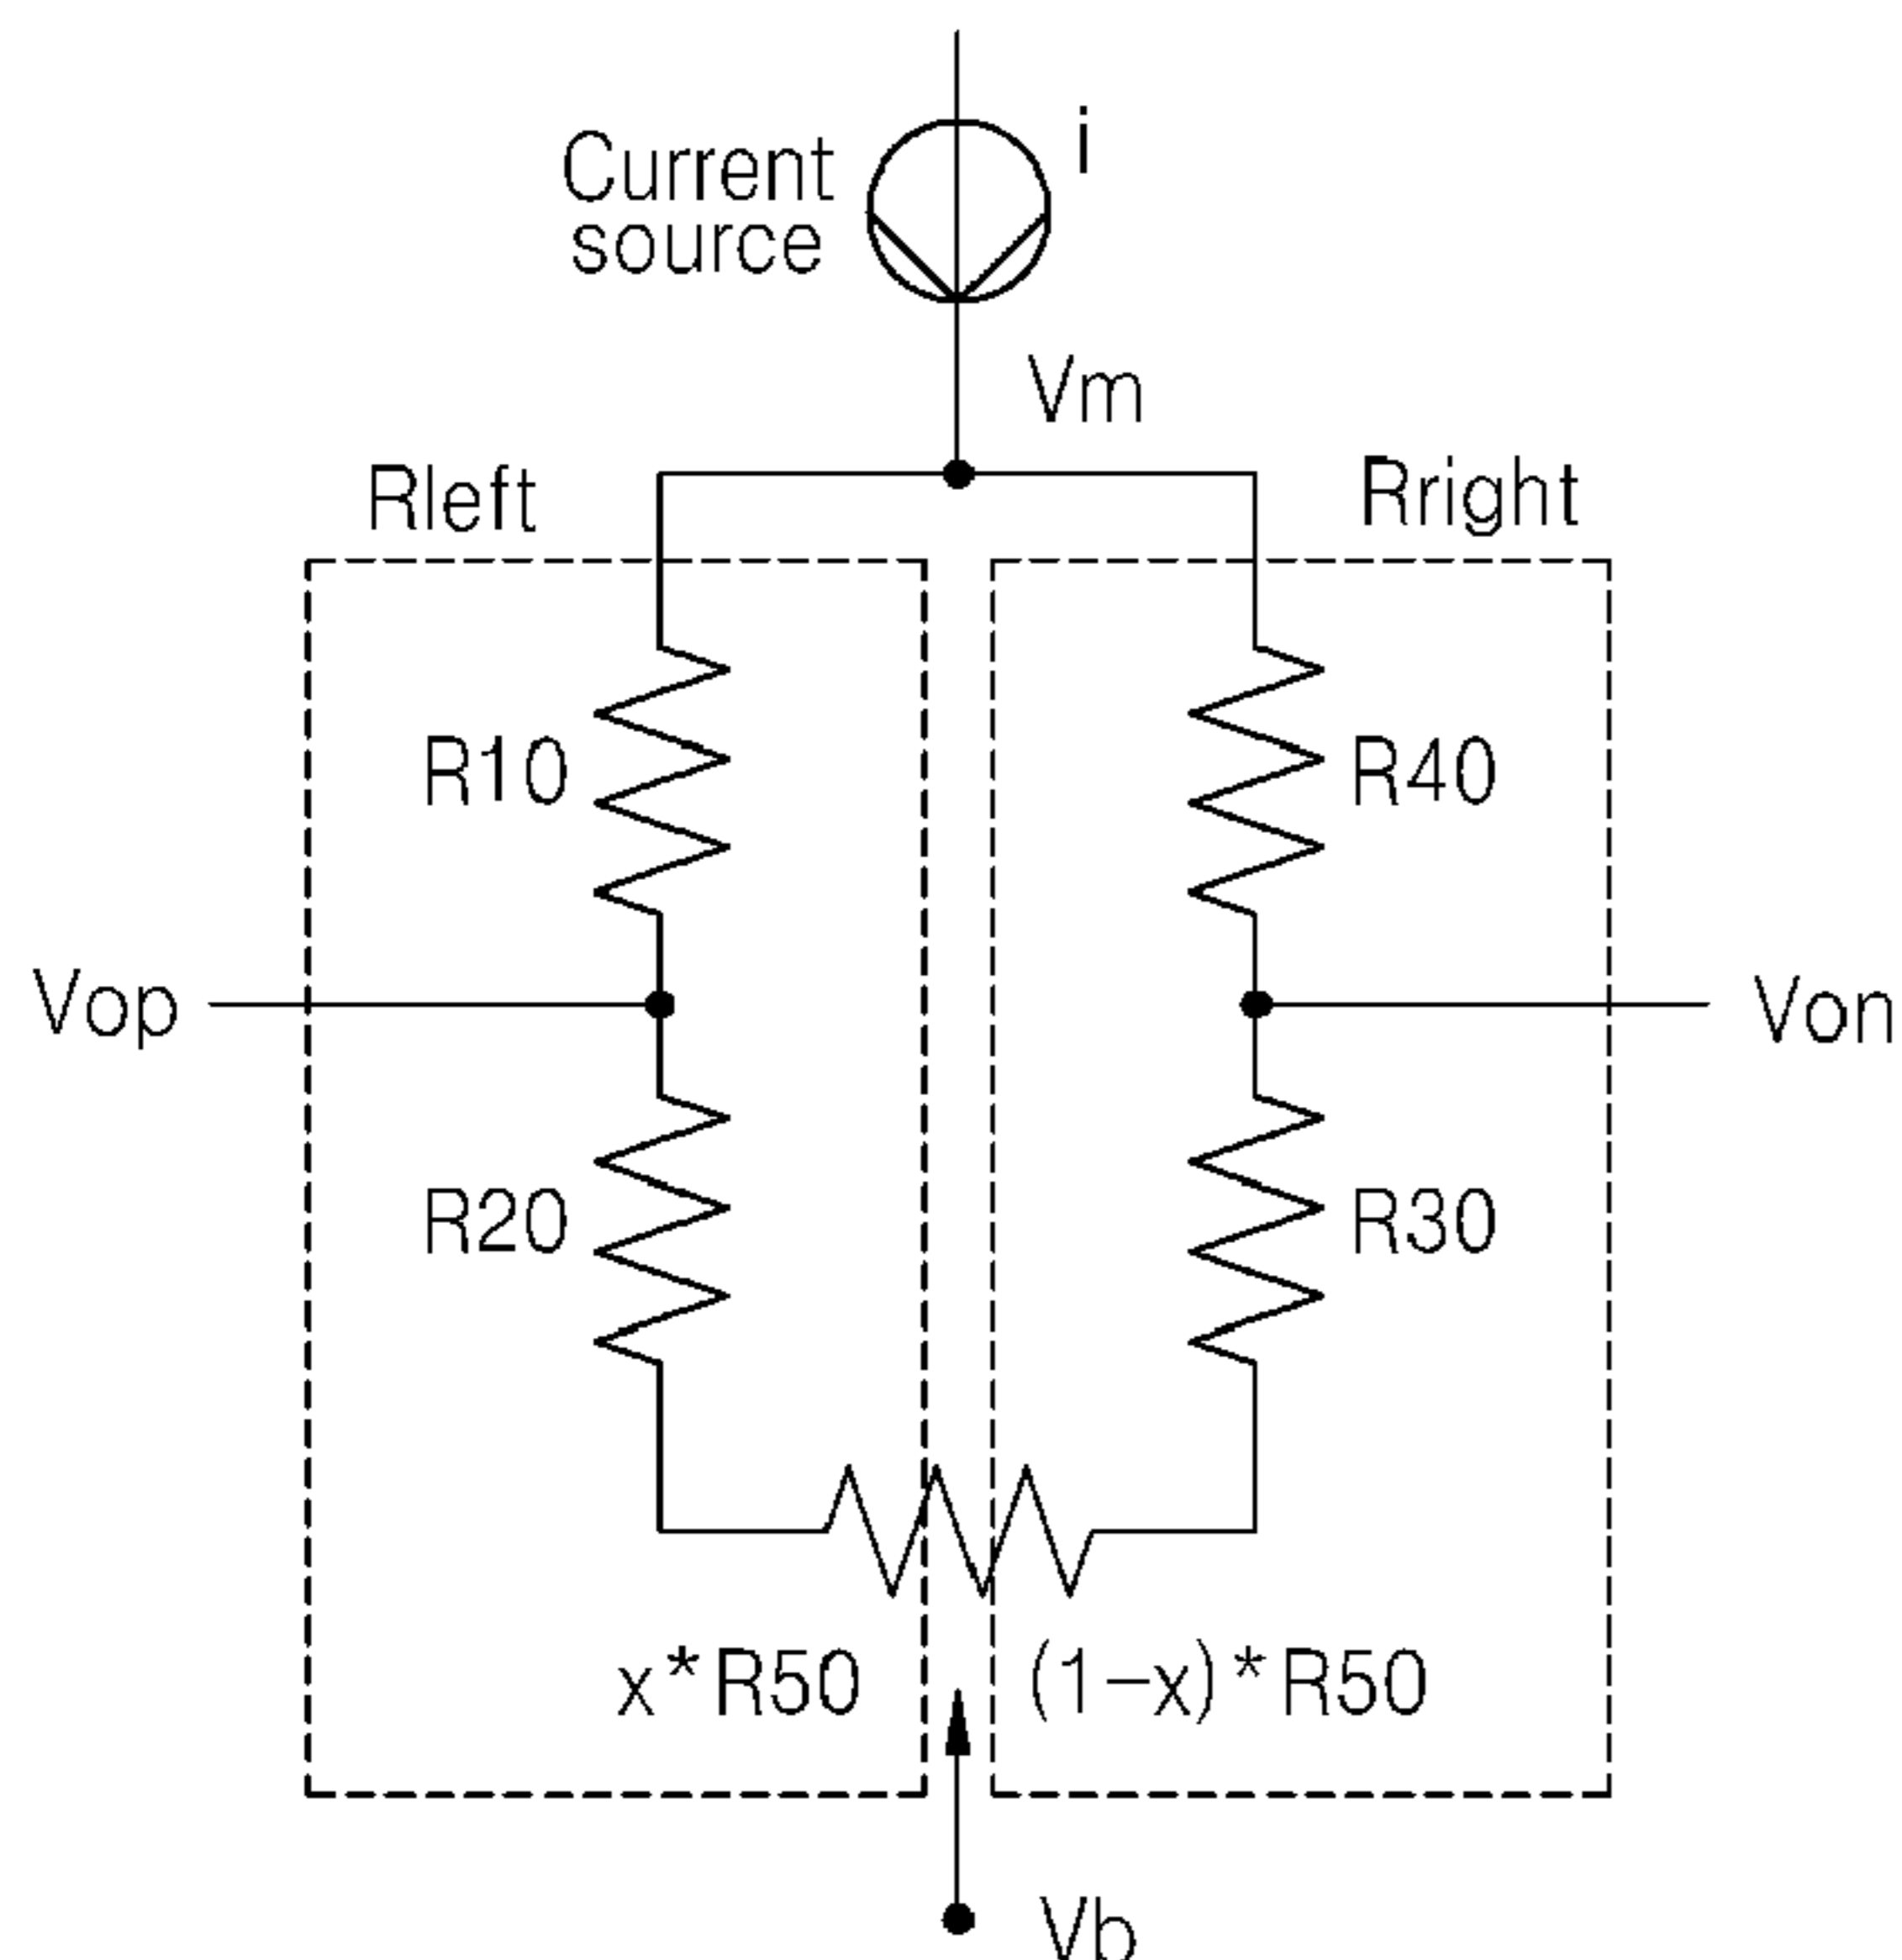 Current
source
i
Vm
Rleft
Rright
R10
R40
Vop
Von
R20
R30
x*R50
(1-x)*R50
Vb